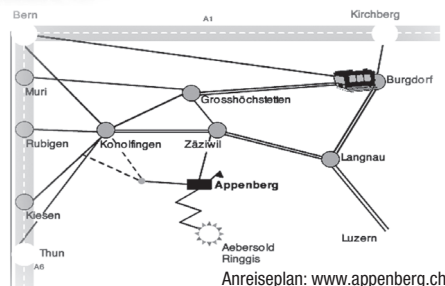 Bern
A1
Kirchberg
Muri
Burgdorf
Grosshöchstetten
Rubigen
Konolfingen
Zäziwil
Langnau
Appenberg
Kiesen
Luzern
Thun
Aebersold
Ringgis
A6
Anreiseplan: www.appenberg.ch